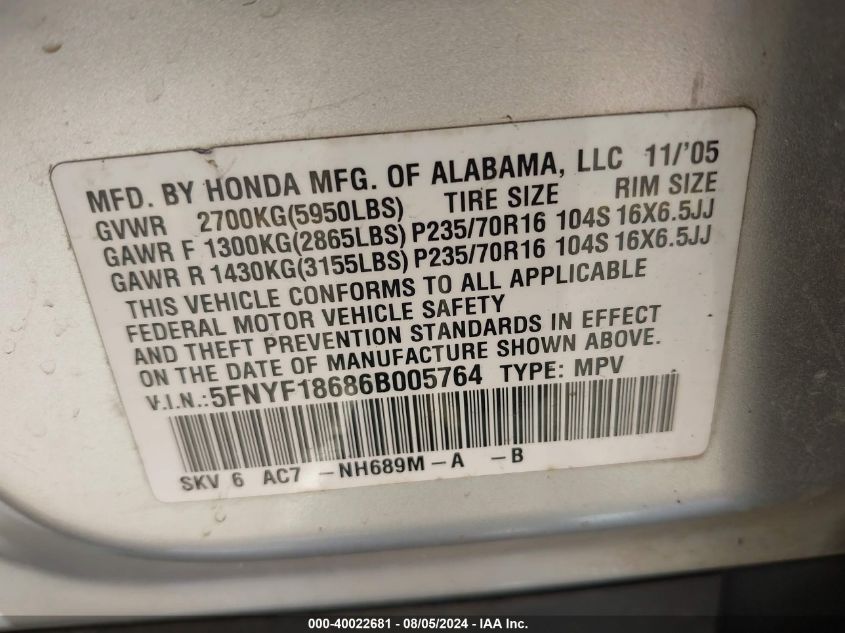 MFD. BY HONDA MFG. OF ALABAMA, LLC 11/'05
GVWR 2700KG(5950LBS) TIRE SIZE RIM SIZE
GAWR F 1300KG(2865LBS) P235/70R16 104S 16X6.5JJ
GAWR R 1430KG(3155LBS) P235/70R16 104S 16X6.5JJ
THIS VEHICLE CONFORMS TO ALL APPLICABLE
FEDERAL MOTOR VEHICLE SAFETY
AND THEFT PREVENTION STANDARDS IN EFFECT
ON THE DATE OF MANUFACTURE SHOWN ABOVE.
V.I.N.:5FNYF18686B005764 TYPE: MPV
SKV 6 AC7 -NH689M-A -B
000-40022681 - 08/05/2024 - IAA Inc.